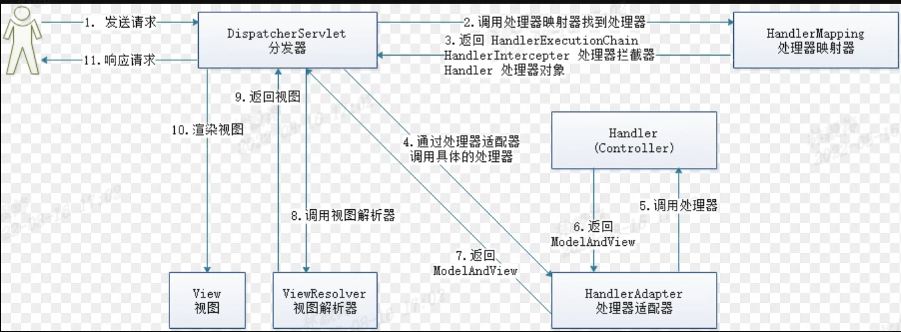 1. 发送请求
DispatcherServlet
分发器
2.调用处理器映射器找到处理器
HandlerMapping
处理器映射器
3.返回 HandlerExecutionChain
HandlerIntercepter 处理器拦截器
Handler 处理器对象
11.响应请求
9.返回视图
10.渲染视图
4.通过处理器适配器
调用具体的处理器
Handler
(Controller)
5.调用处理器
8.调用视图解析器
6.返回
ModelAndView
7.返回
ModelAndView
View
视图
ViewResolver
视图解析器
HandlerAdapter
处理器适配器